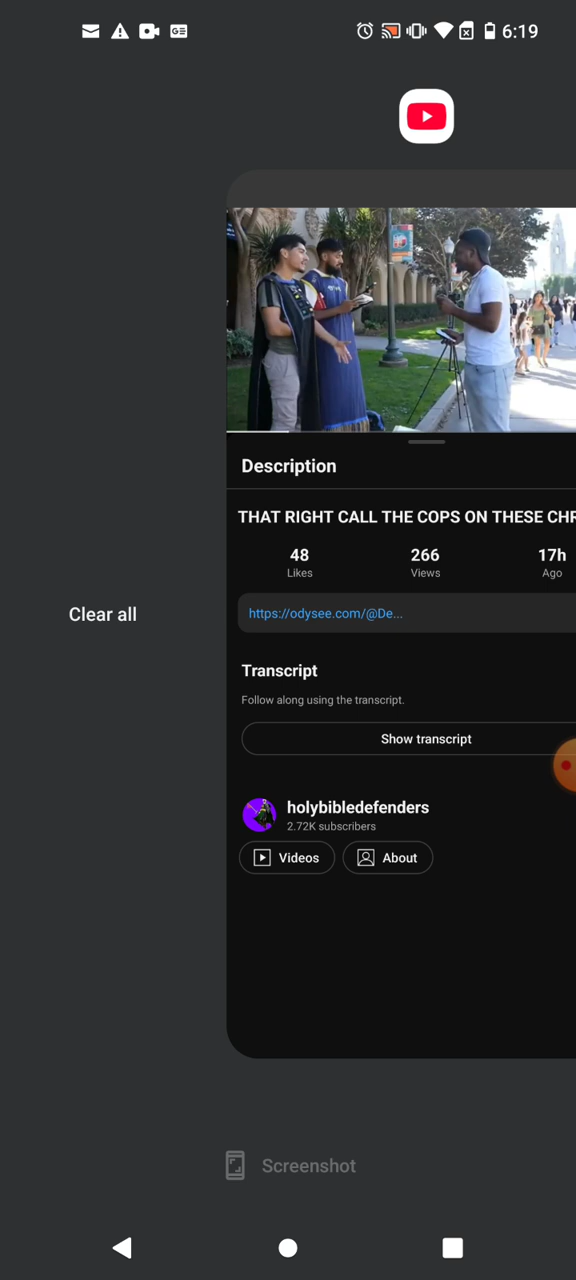 6:19
Description
THAT RIGHT CALL THE COPS ON THESE CHR
48
266
17h
Likes
Views
Ago
https://odysee.com/@De...
Clear all
Transcript
Follow along using the transcript.
Show transcript
holybibledefenders
2.72K subscribers
Videos
About
Screenshot